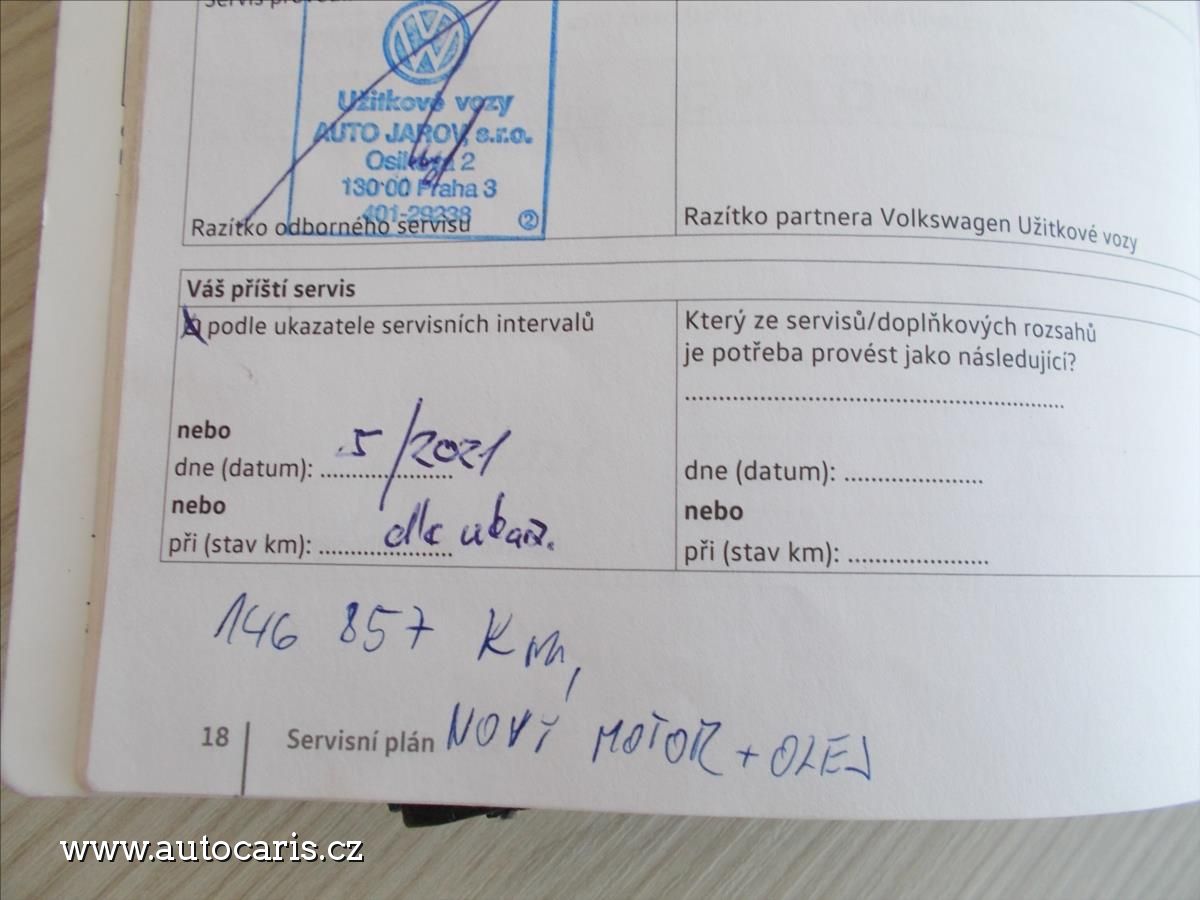 Užitkové vozy
AUTO JAROV, s.r.o.
Osiková 2
130 00 Praha 3
401-29238
②
Razítko odborného servisu
Razítko partnera Volkswagen Užitkové vozy
Váš příští servis
podle ukazatele servisních intervalů
Který ze servisů/doplňkových rozsahů
je potřeba provést jako následující?
nebo
dne (datum): 5/2021
nebo
při (stav km): dle ukaz.
dne (datum):
nebo
při (stav km):
146 857 Km,
NOVÝ MOTOR + OLEJ
18
Servisní plán
www.autocaris.cz